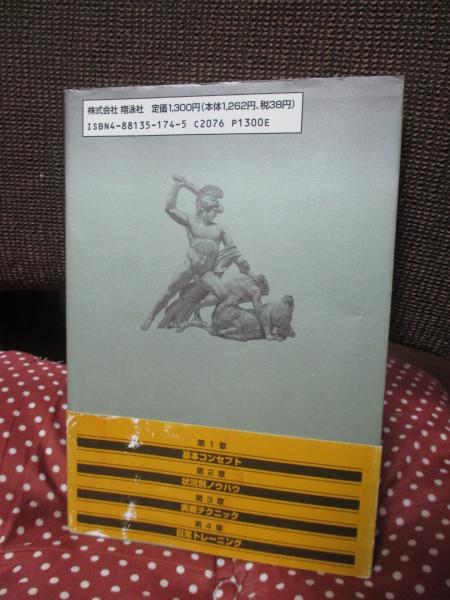 株式会社 翔泳社 定価1,300円(本体1,262円、税38円)
ISBN4-88135-174-5 C2076 P1300E
第1章
基本コンセプト
第2章
状況別ノウハウ
第3章
実戦テクニック
第4章
日常トレーニング